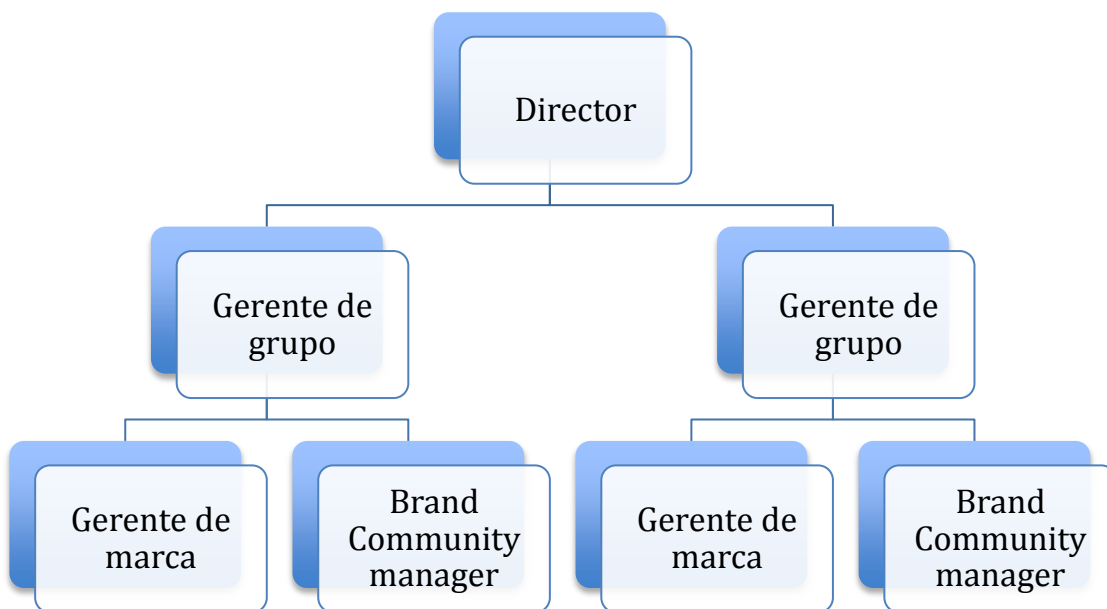 Director
Gerente de
grupo
Gerente de
grupo
Gerente de
marca
Brand
Community
manager
Gerente de
marca
Brand
Community
manager